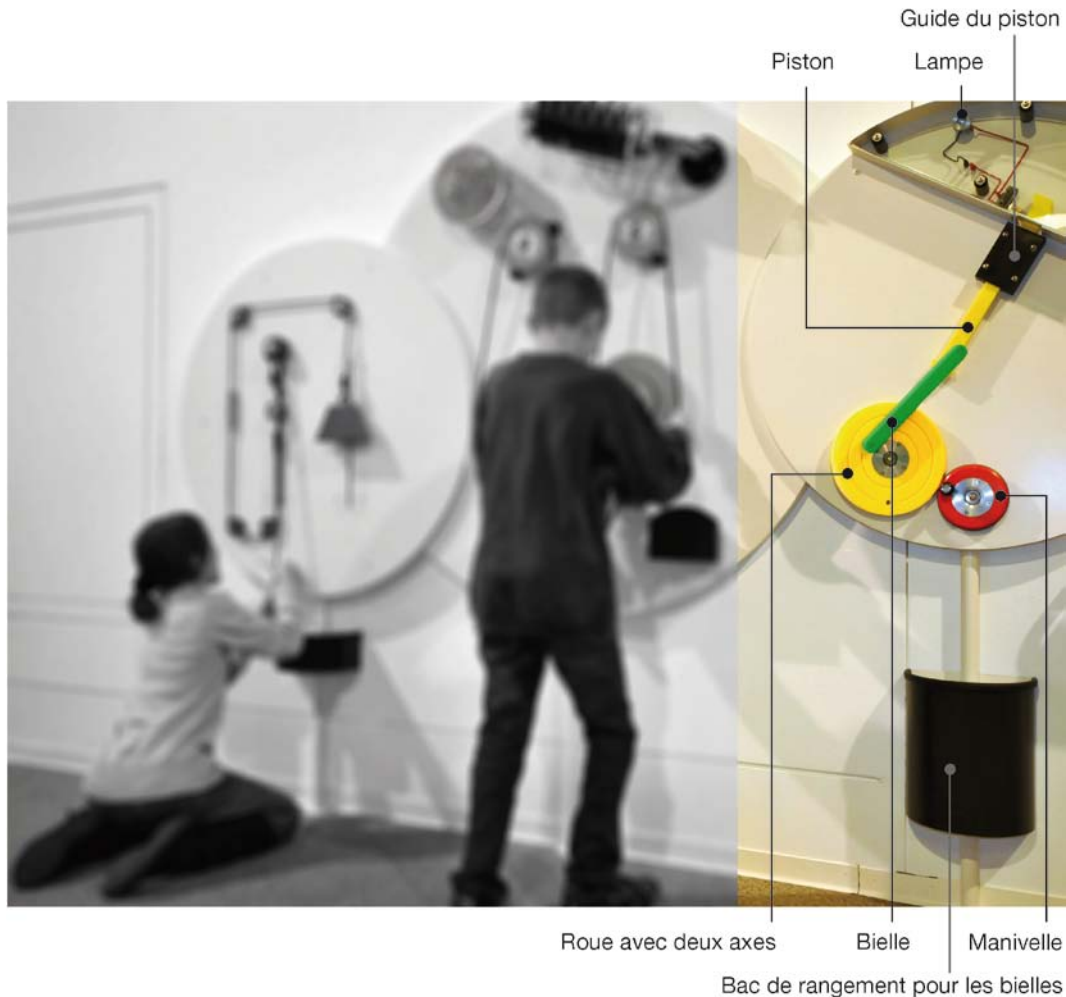 Guide du piston
Piston
Lampe
Roue avec deux axes
Bielle
Manivelle
Bac de rangement pour les bielles